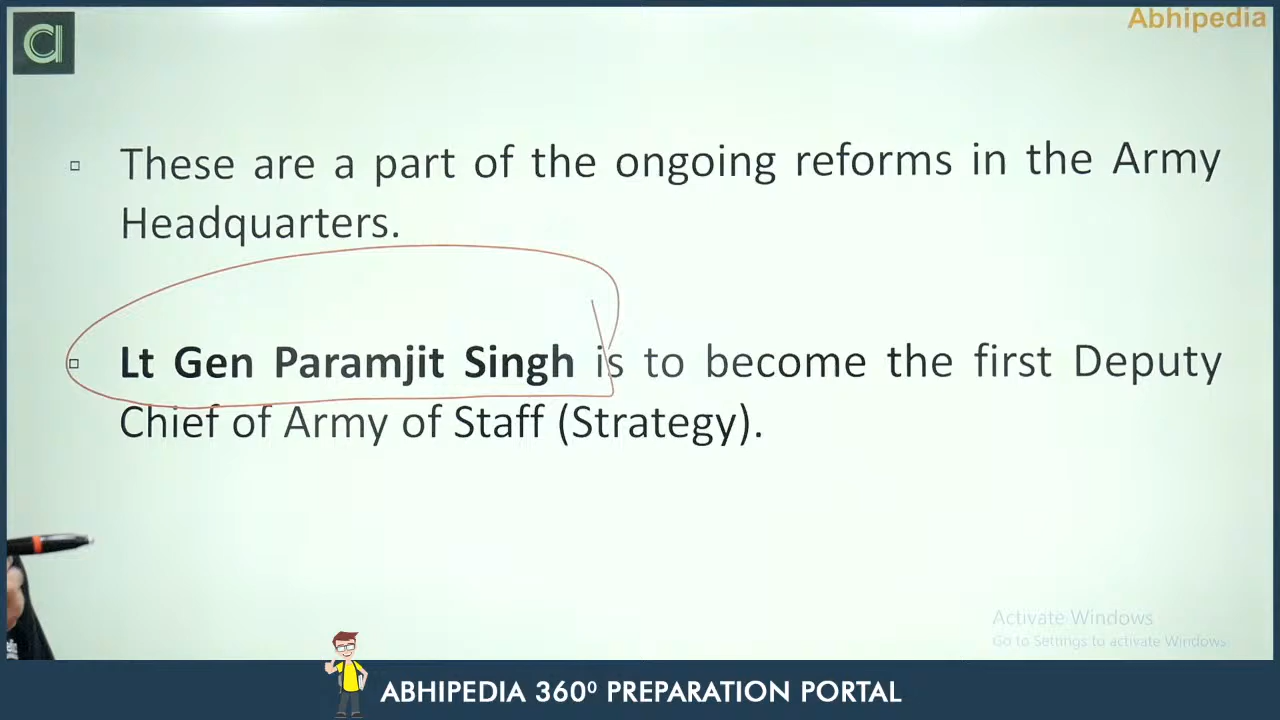 Abhipedia
These are a part of the ongoing reforms in the Army
Headquarters.
Lt Gen Paramjit Singh is to become the first Deputy
Chief of Army of Staff (Strategy).
Activate Windows
Go to Settings to activate Windows.
ABHIPEDIA 360⁰ PREPARATION PORTAL